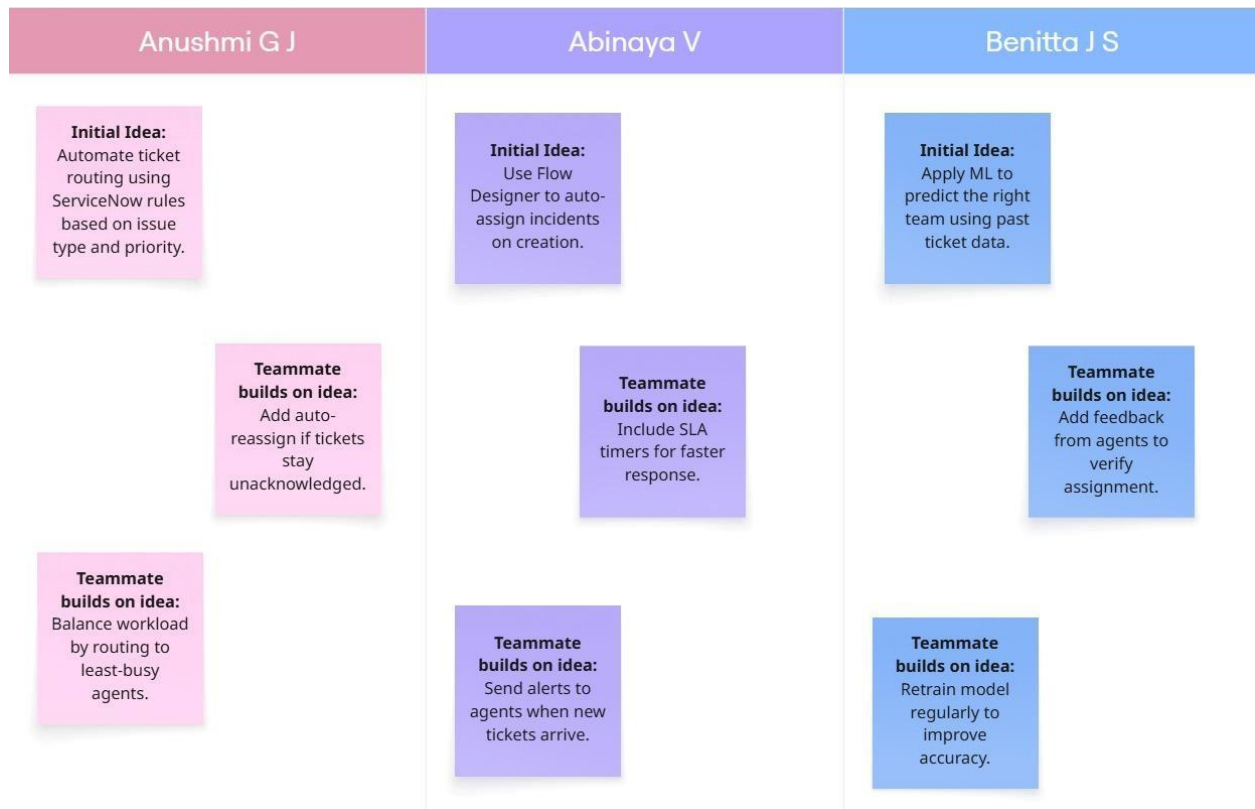 Anushmi G J
Abinaya V
Benitta J S
Initial Idea:
Automate ticket
routing using
ServiceNow rules
based on issue
type and priority.
Teammate
builds on idea:
Add auto-
reassign if tickets
stay
unacknowledged.
Teammate
builds on idea:
Balance workload
by routing to
least-busy
agents.
Initial Idea:
Use Flow
Designer to auto-
assign incidents
on creation.
Teammate
builds on idea:
Include SLA
timers for faster
response.
Teammate
builds on idea:
Send alerts to
agents when new
tickets arrive.
Initial Idea:
Apply ML to
predict the right
team using past
ticket data.
Teammate
builds on idea:
Add feedback
from agents to
verify
assignment.
Teammate
builds on idea:
Retrain model
regularly to
improve
accuracy.